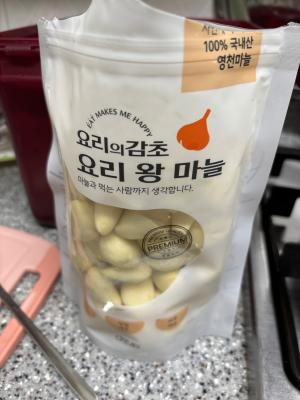 100% 국내산
영천마늘
EAT MAKES ME HAPPY
요리의감초
요리 왕 마늘
마늘과 먹는 사람까지 생각합니다.
PREMIUM